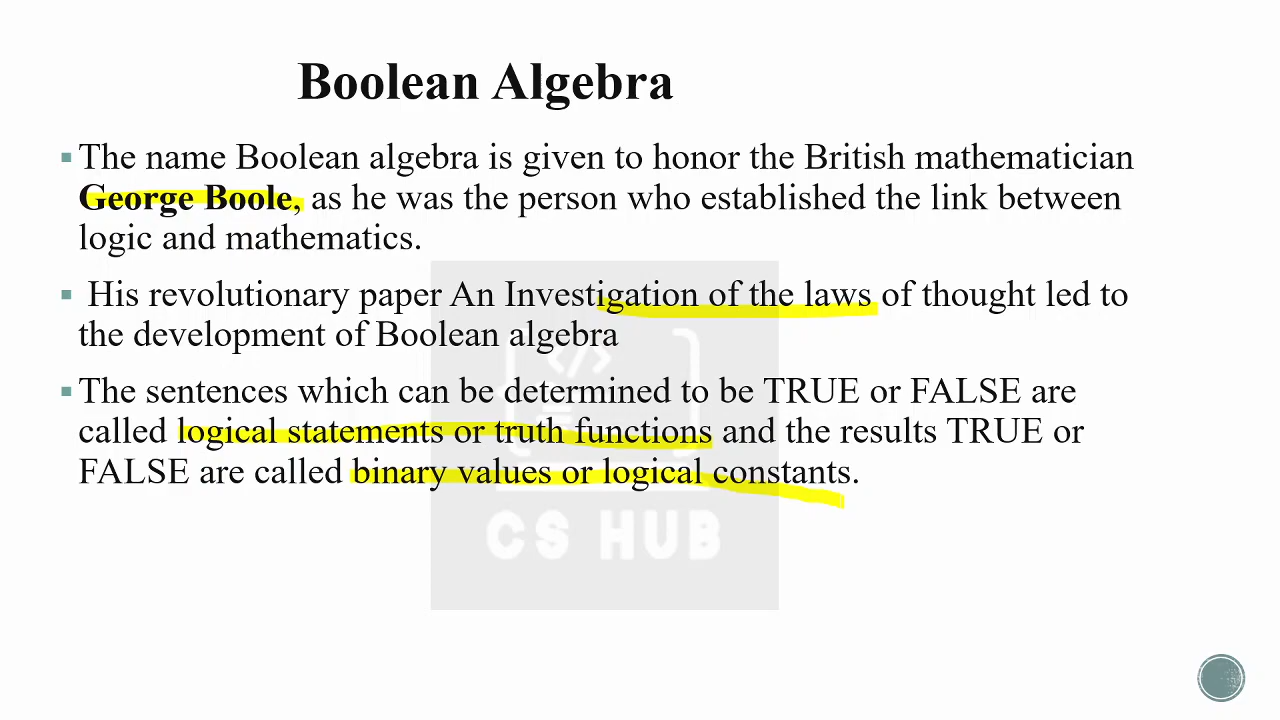 Boolean Algebra
The name Boolean algebra is given to honor the British mathematician
George Boole, as he was the person who established the link between
logic and mathematics.
His revolutionary paper An Investigation of the laws of thought led to
the development of Boolean algebra
The sentences which can be determined to be TRUE or FALSE are
called logical statements or truth functions and the results TRUE or
FALSE are called binary values or logical constants.
</>
CS HUB